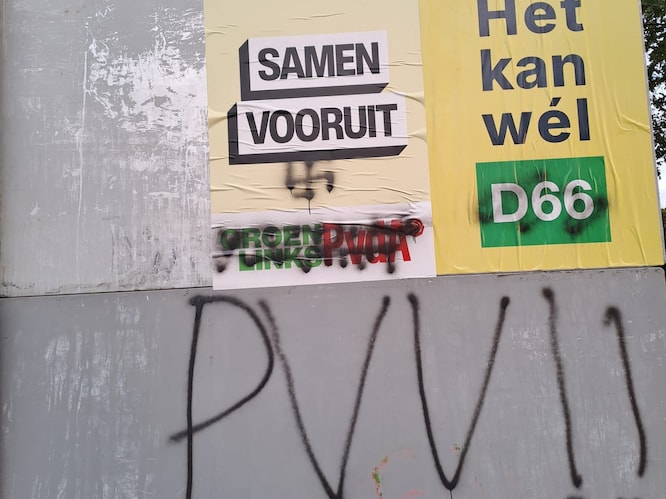 SAMEN
VOORUIT
GROEN
LINKS
PvdA
Het
kan
wél
D66
PVV!!